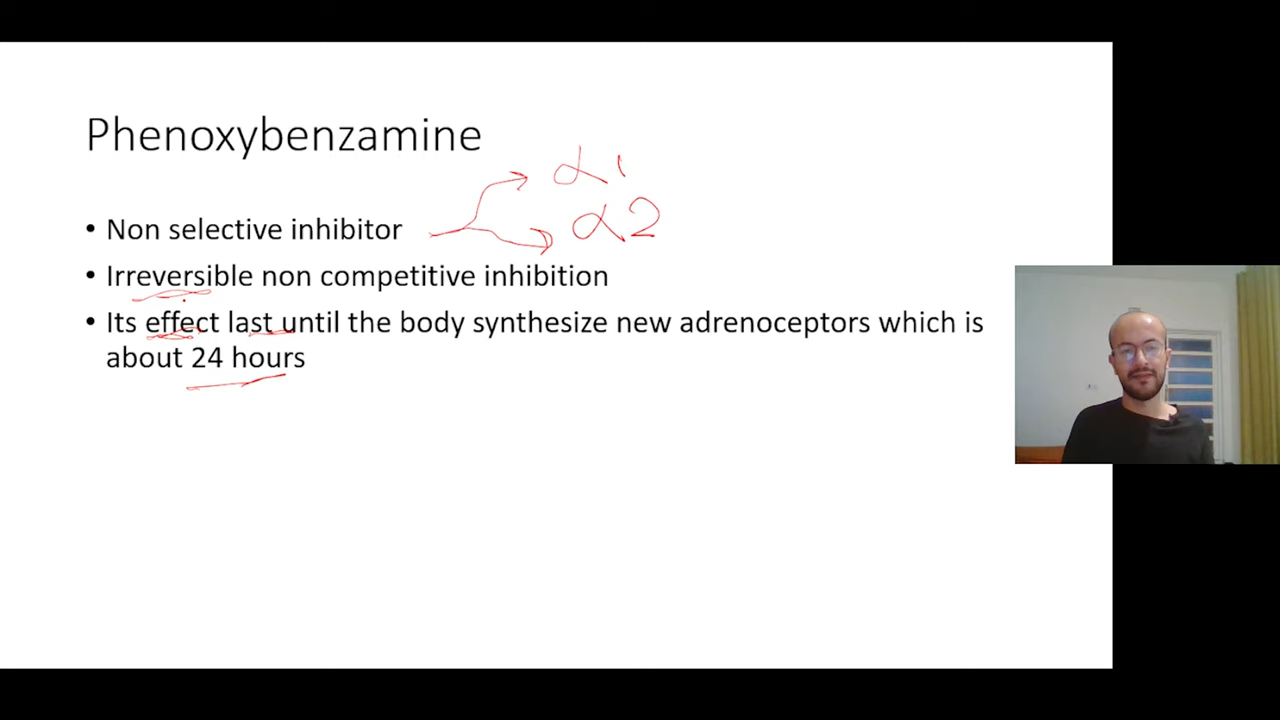 Phenoxybenzamine
α1
α2
• Non selective inhibitor
• Irreversible non competitive inhibition
• Its effect last until the body synthesize new adrenoceptors which is
about 24 hours